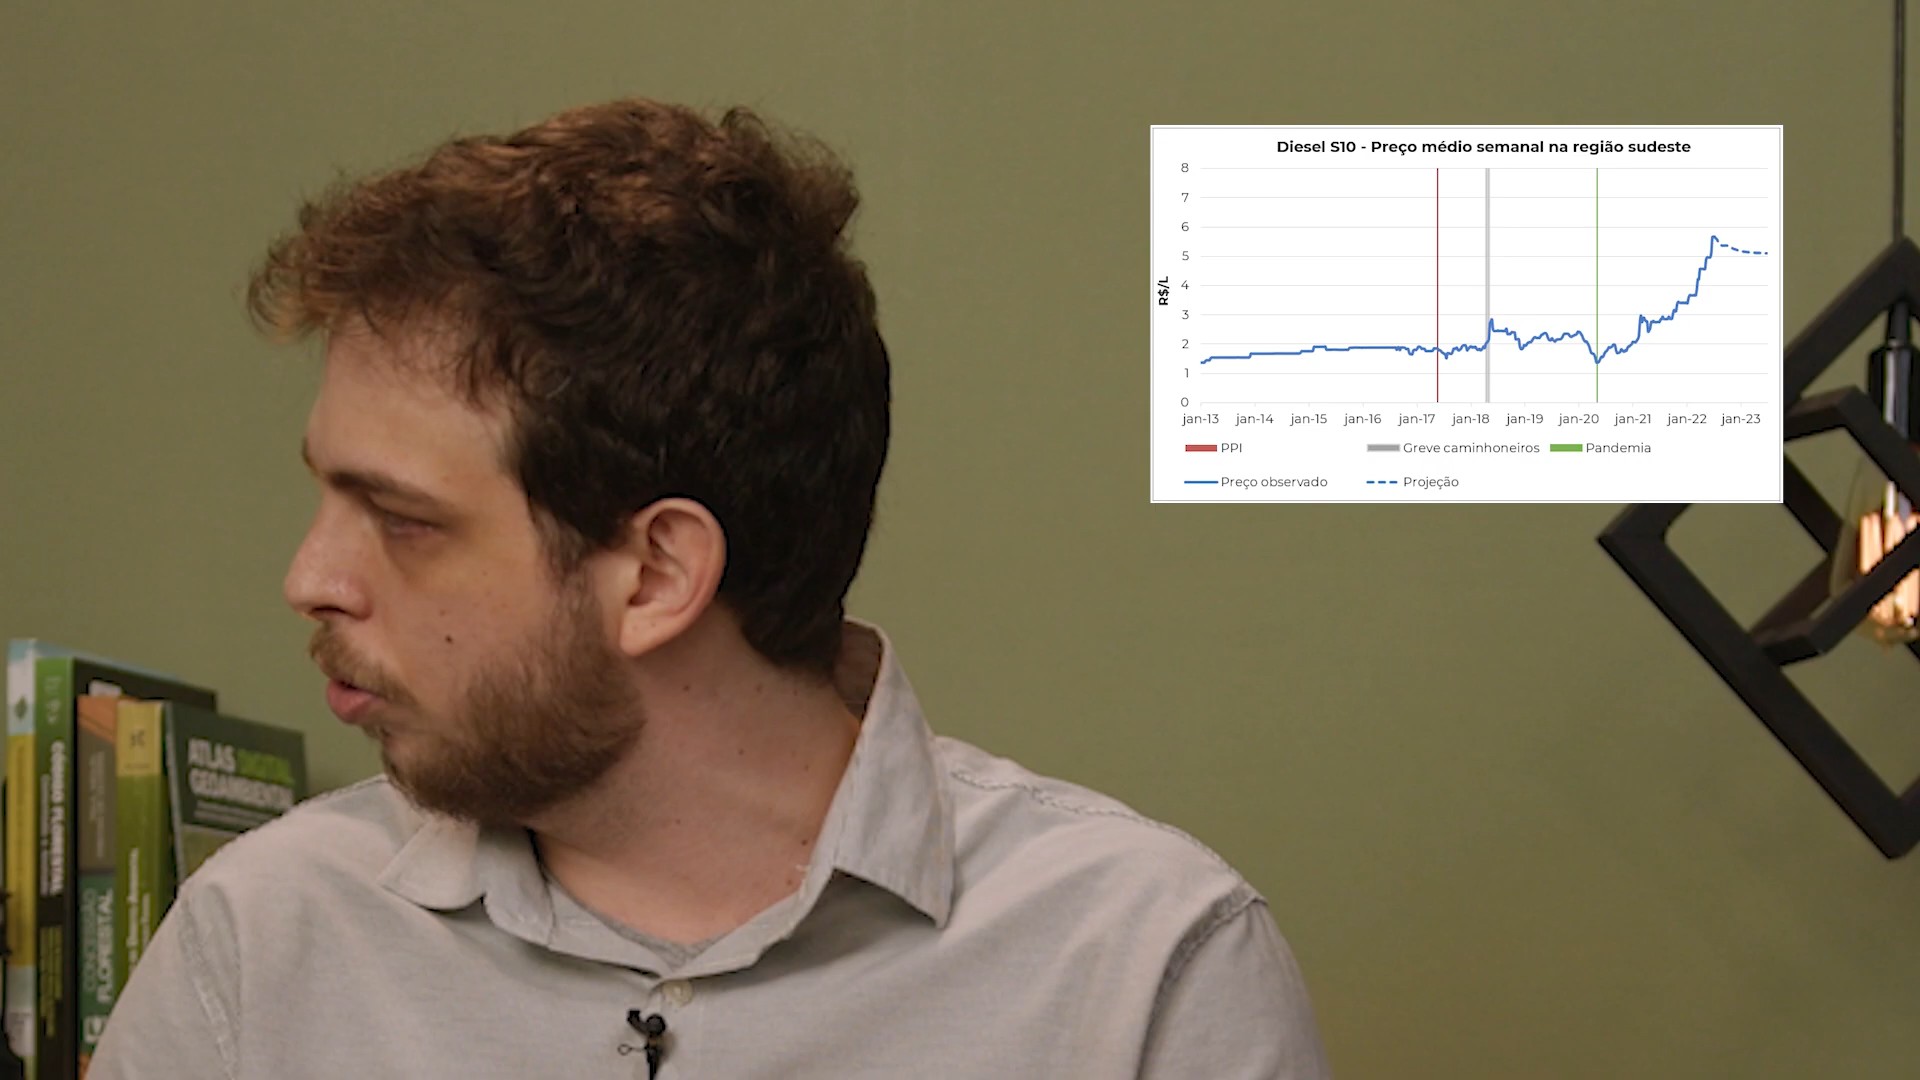 Diesel S10 - Preço médio semanal na região sudeste
8
7
6
5
4
3
2
1
0
R$/L
jan-13 jan-14 jan-15 jan-16 jan-17 jan-18 jan-19 jan-20 jan-21 jan-22 jan-23
PPI Greve caminhoneiros Pandemia
Preço observado Projeção
CÓDIGO FLORESTAL
CONCESSÃO
FLORESTAL
ATLAS DIGITAL
GEOAMBIENTAL